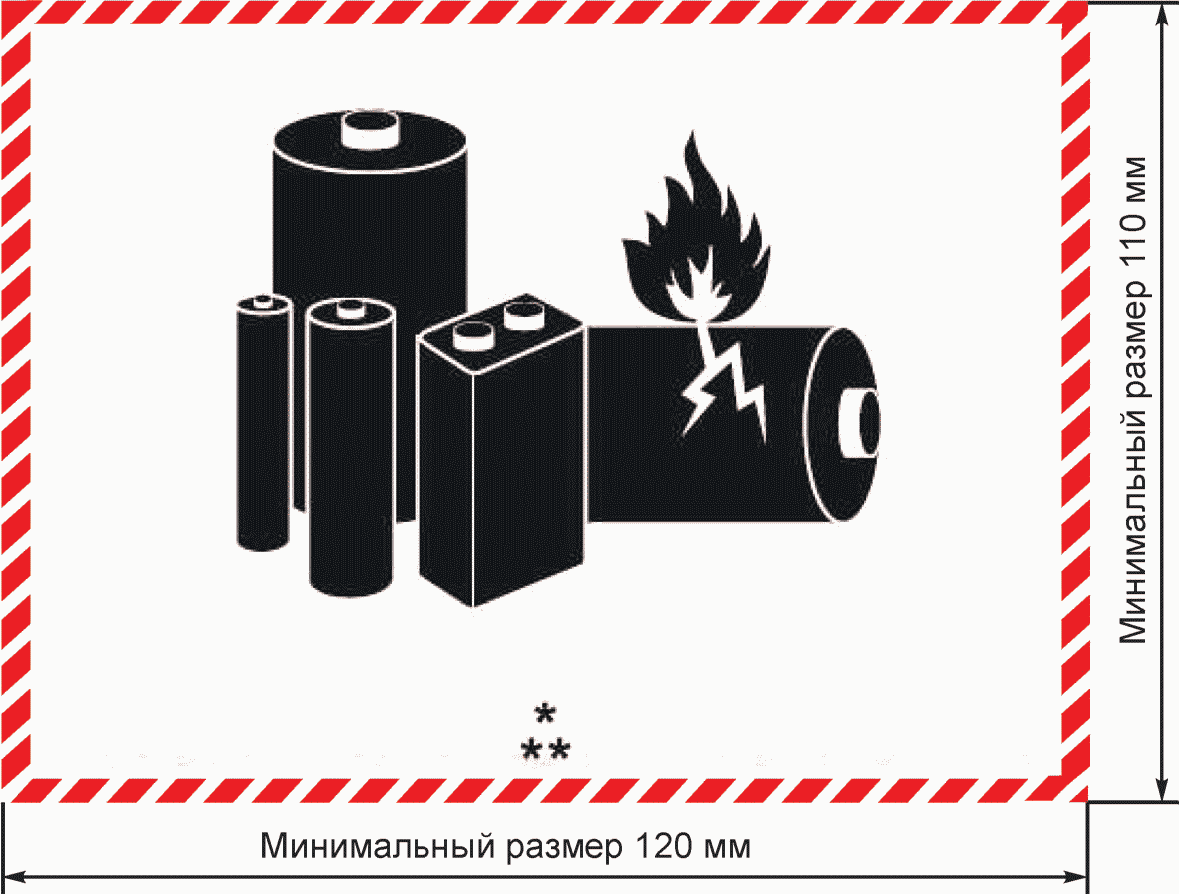 Минимальный размер 110 мм
*
**
Минимальный размер 120 мм